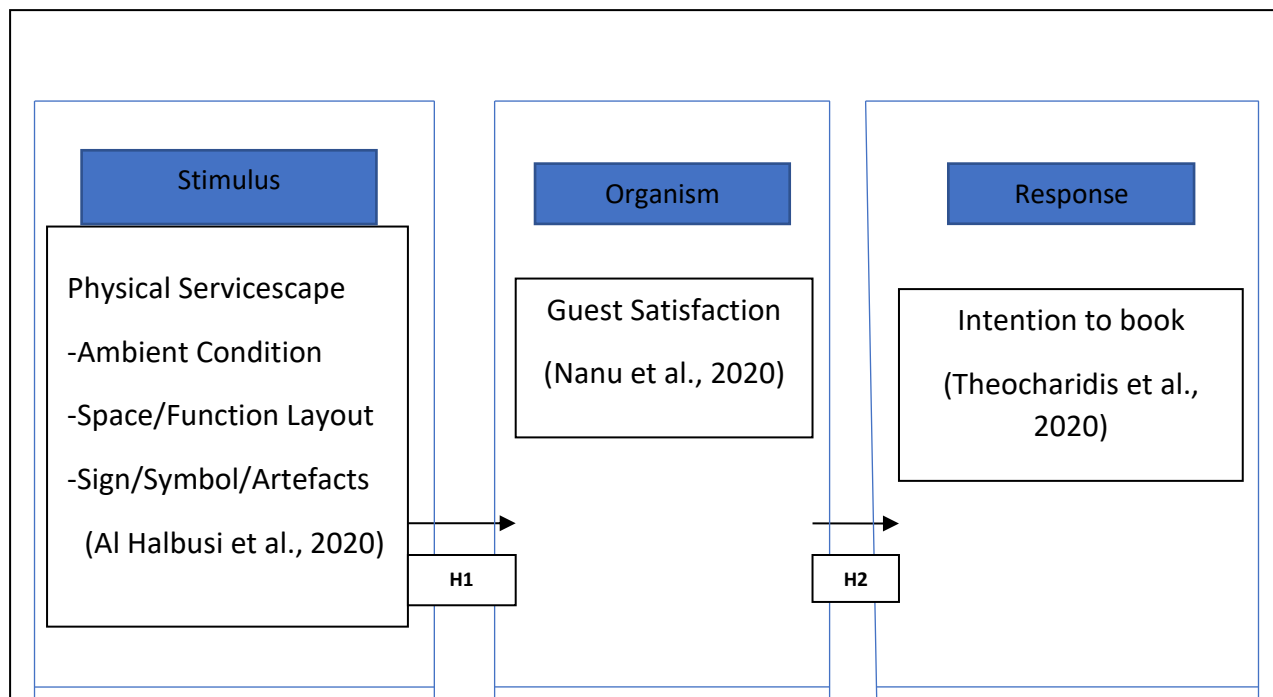 Stimulus
Physical Servicescape
-Ambient Condition
-Space/Function Layout
-Sign/Symbol/Artefacts
(Al Halbusi et al., 2020)
H1
Organism
Guest Satisfaction
(Nanu et al., 2020)
H2
Response
Intention to book
(Theocharidis et al.,
2020)